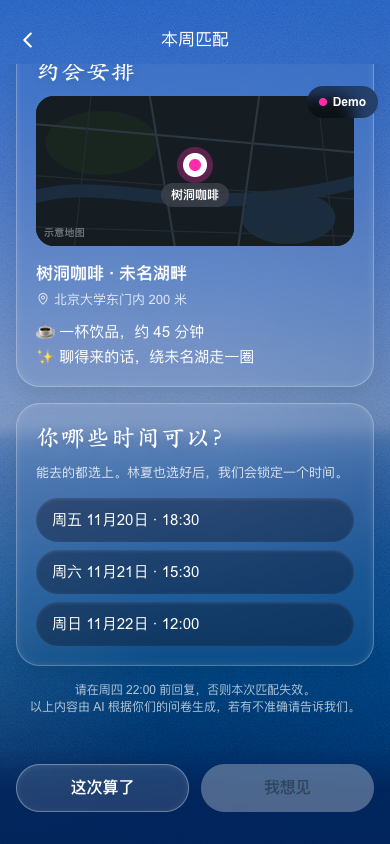 本周匹配
约会安排
Demo
树洞咖啡
示意地图
树洞咖啡 · 未名湖畔
北京大学东门内 200 米
☕ 一杯饮品，约 45 分钟
✨ 聊得来的话，绕未名湖走一圈
你哪些时间可以?
能去的都选上。林夏也选好后，我们会锁定一个时间。
周五 11月20日 · 18:30
周六 11月21日 · 15:30
周日 11月22日 · 12:00
请在周四 22:00 前回复，否则本次匹配失效。
以上内容由 AI 根据你们的问卷生成，若有不准确请告诉我们。
这次算了
我想见